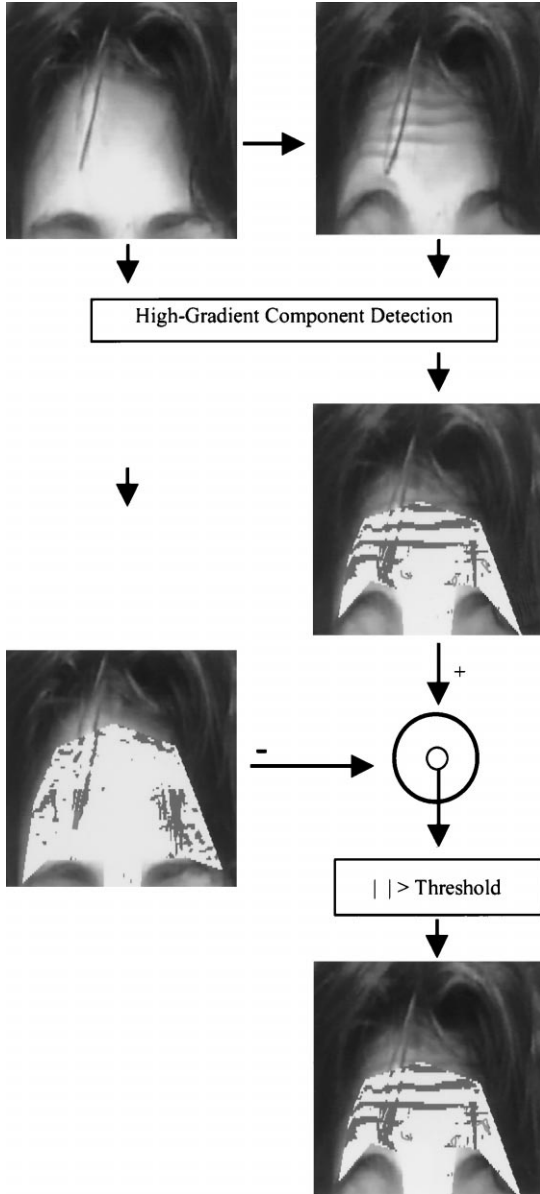 High-Gradient Component Detection
+
-
| | > Threshold